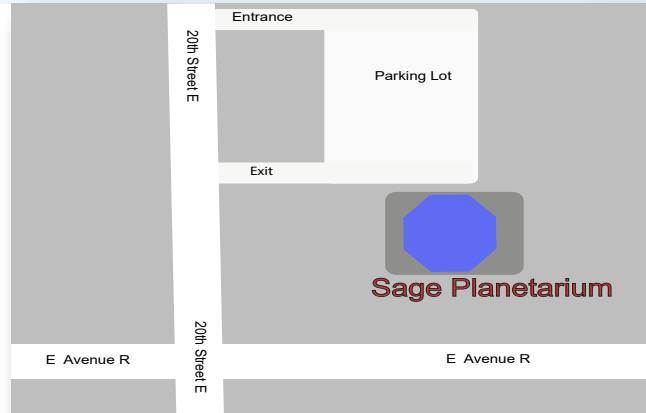 Entrance
20th Street E
Parking Lot
Exit
Sage Planetarium
20th Street E
E Avenue R
E Avenue R